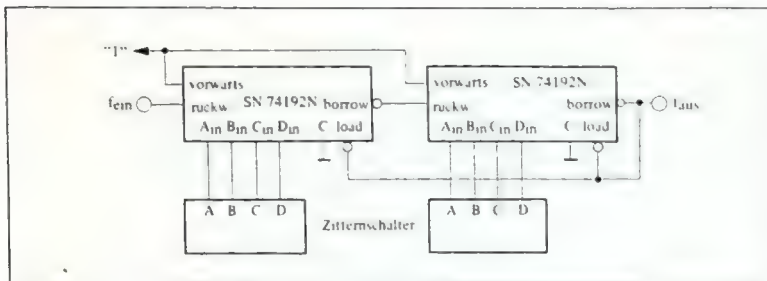 "1"
vorwarts SN 74192N
vorwarts
fein ruckw SN 74192N borrow
ruckw borrow faus
Ain Bin Cin Din C load
Ain Bin Cin Din C load
A B C D
Zifternschalter
A B C D